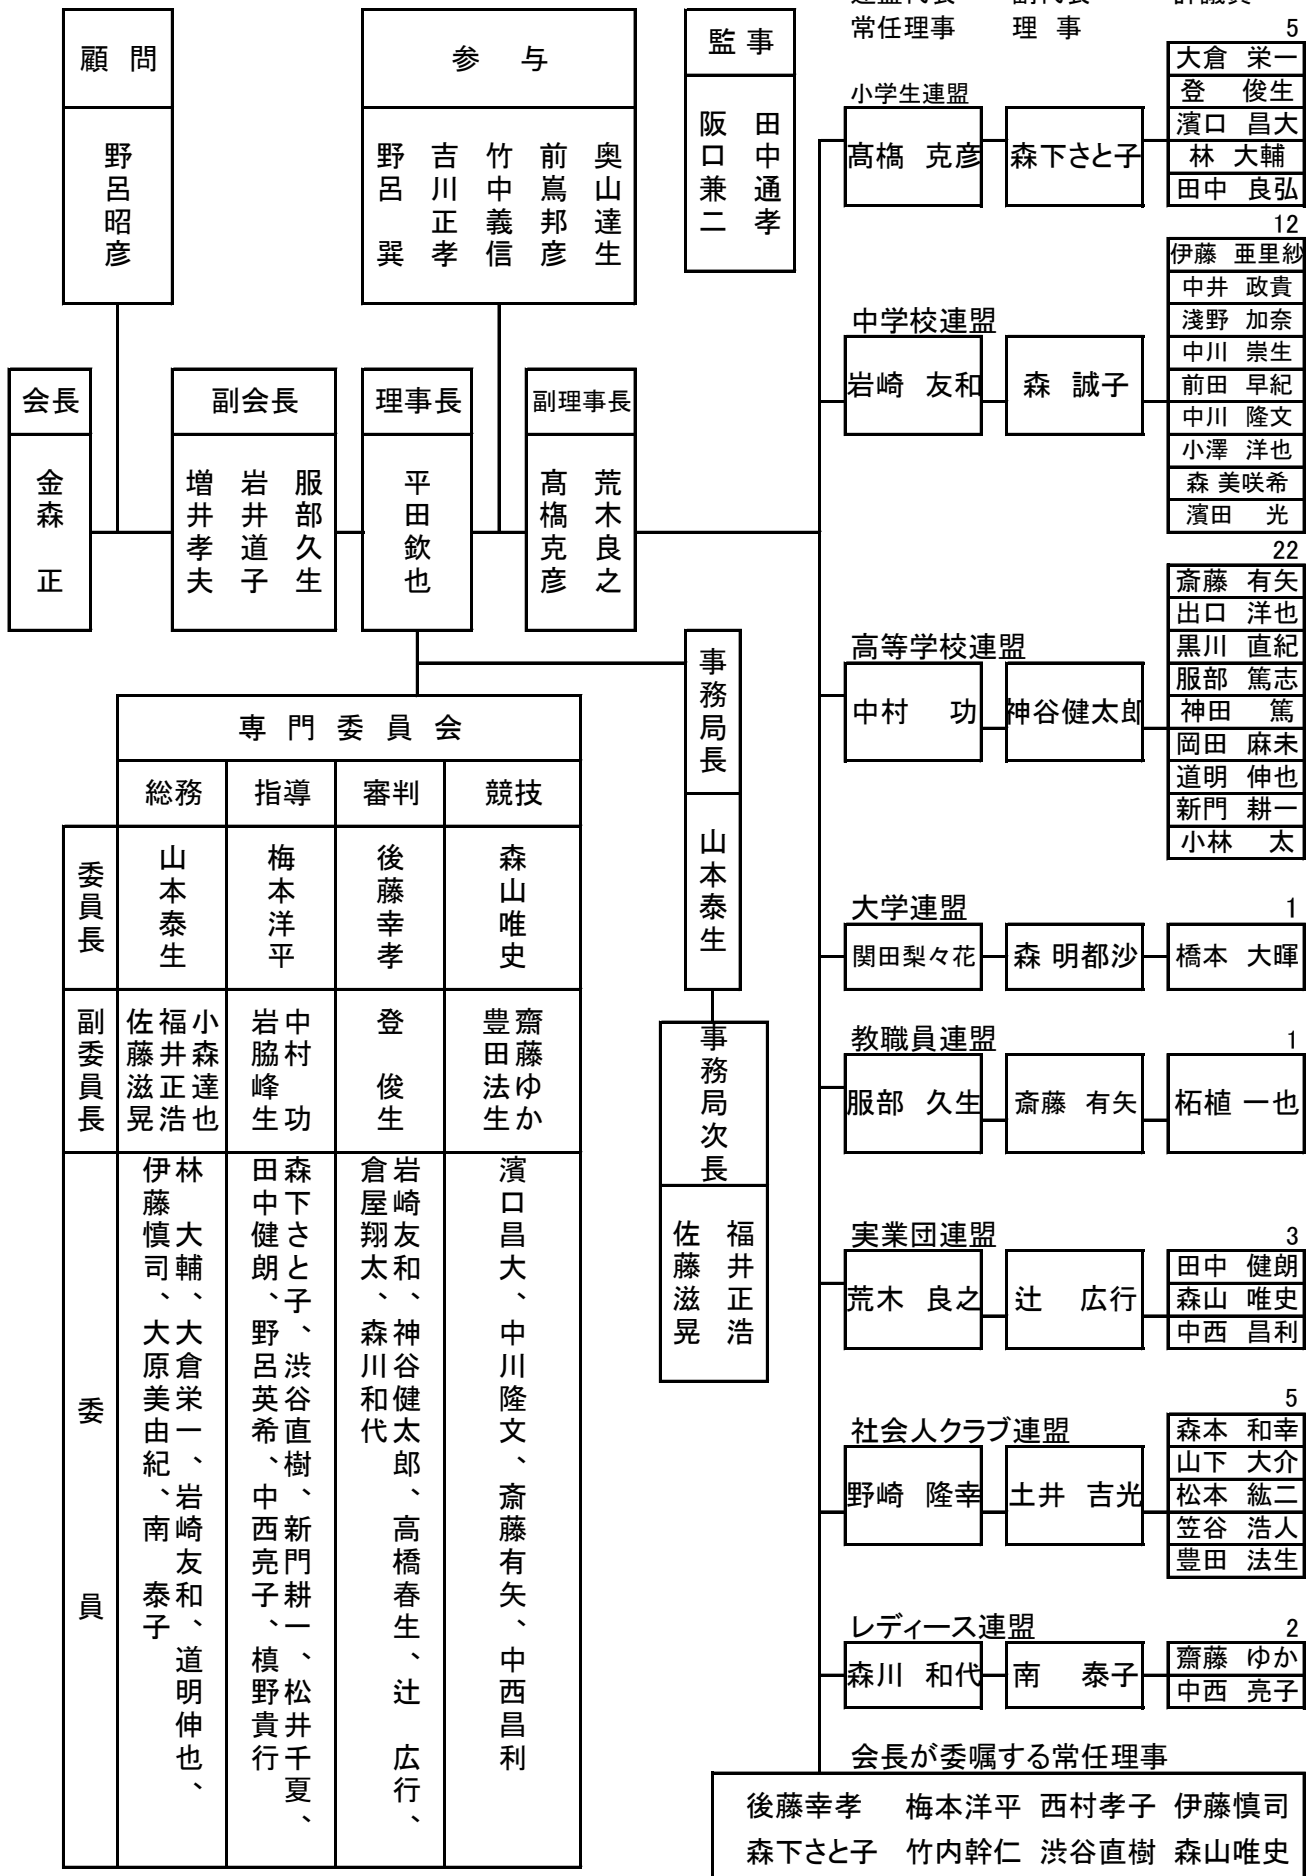 常任理事 理 事
顧 問
野呂昭彦
参 与
奥山達生
前嶌邦彦
竹中義信
吉川正孝
野呂 巽
監 事
田中通孝
阪口兼二
会長
金森 正
副会長
服部久生
岩井道子
増井孝夫
理事長
平田欽也
副理事長
荒木良之
髙橋克彦
事務局長
山本泰生
事務局次長
福井正浩
佐藤滋晃
専 門 委 員 会
総務 指導 審判 競技
委員長
山本泰生
梅本洋平
後藤幸孝
森山唯史
副委員長
小森達也
福井正浩
佐藤滋晃
中村 功
岩脇峰生
登 俊生
齋藤ゆか
豊田法生
委 員
林 大輔、大倉栄一、岩崎友和、道明伸也、
伊藤慎司、大原美由紀、南 泰子
森下さと子、渋谷直樹、新門耕一、松井千夏、
田中健朗、野呂英希、中西亮子、槙野貴行
岩崎友和、神谷健太郎、高橋春生、辻 広行、
倉屋翔太、森川和代
濱口昌大、中川隆文、斎藤有矢、中西昌利
小学生連盟 5
髙橋 克彦 森下さと子
大倉 栄一
登 俊生
濱口 昌大
林 大輔
田中 良弘
中学校連盟 12
岩崎 友和 森 誠子
伊藤 亜里紗
中井 政貴
淺野 加奈
中川 崇生
前田 早紀
中川 隆文
小澤 洋也
森 美咲希
濱田 光
高等学校連盟 22
中村 功 神谷健太郎
斎藤 有矢
出口 洋也
黒川 直紀
服部 篤志
神田 篤
岡田 麻未
道明 伸也
新門 耕一
小林 太
大学連盟 1
関田梨々花 森 明都沙 橋本 大暉
教職員連盟 1
服部 久生 斎藤 有矢 柘植 一也
実業団連盟 3
荒木 良之 辻 広行
田中 健朗
森山 唯史
中西 昌利
社会人クラブ連盟 5
野崎 隆幸 土井 吉光
森本 和幸
山下 大介
松本 紘二
笠谷 浩人
豊田 法生
レディース連盟 2
森川 和代 南 泰子
齋藤 ゆか
中西 亮子
会長が委嘱する常任理事
後藤幸孝 梅本洋平 西村孝子 伊藤慎司
森下さと子 竹内幹仁 渋谷直樹 森山唯史